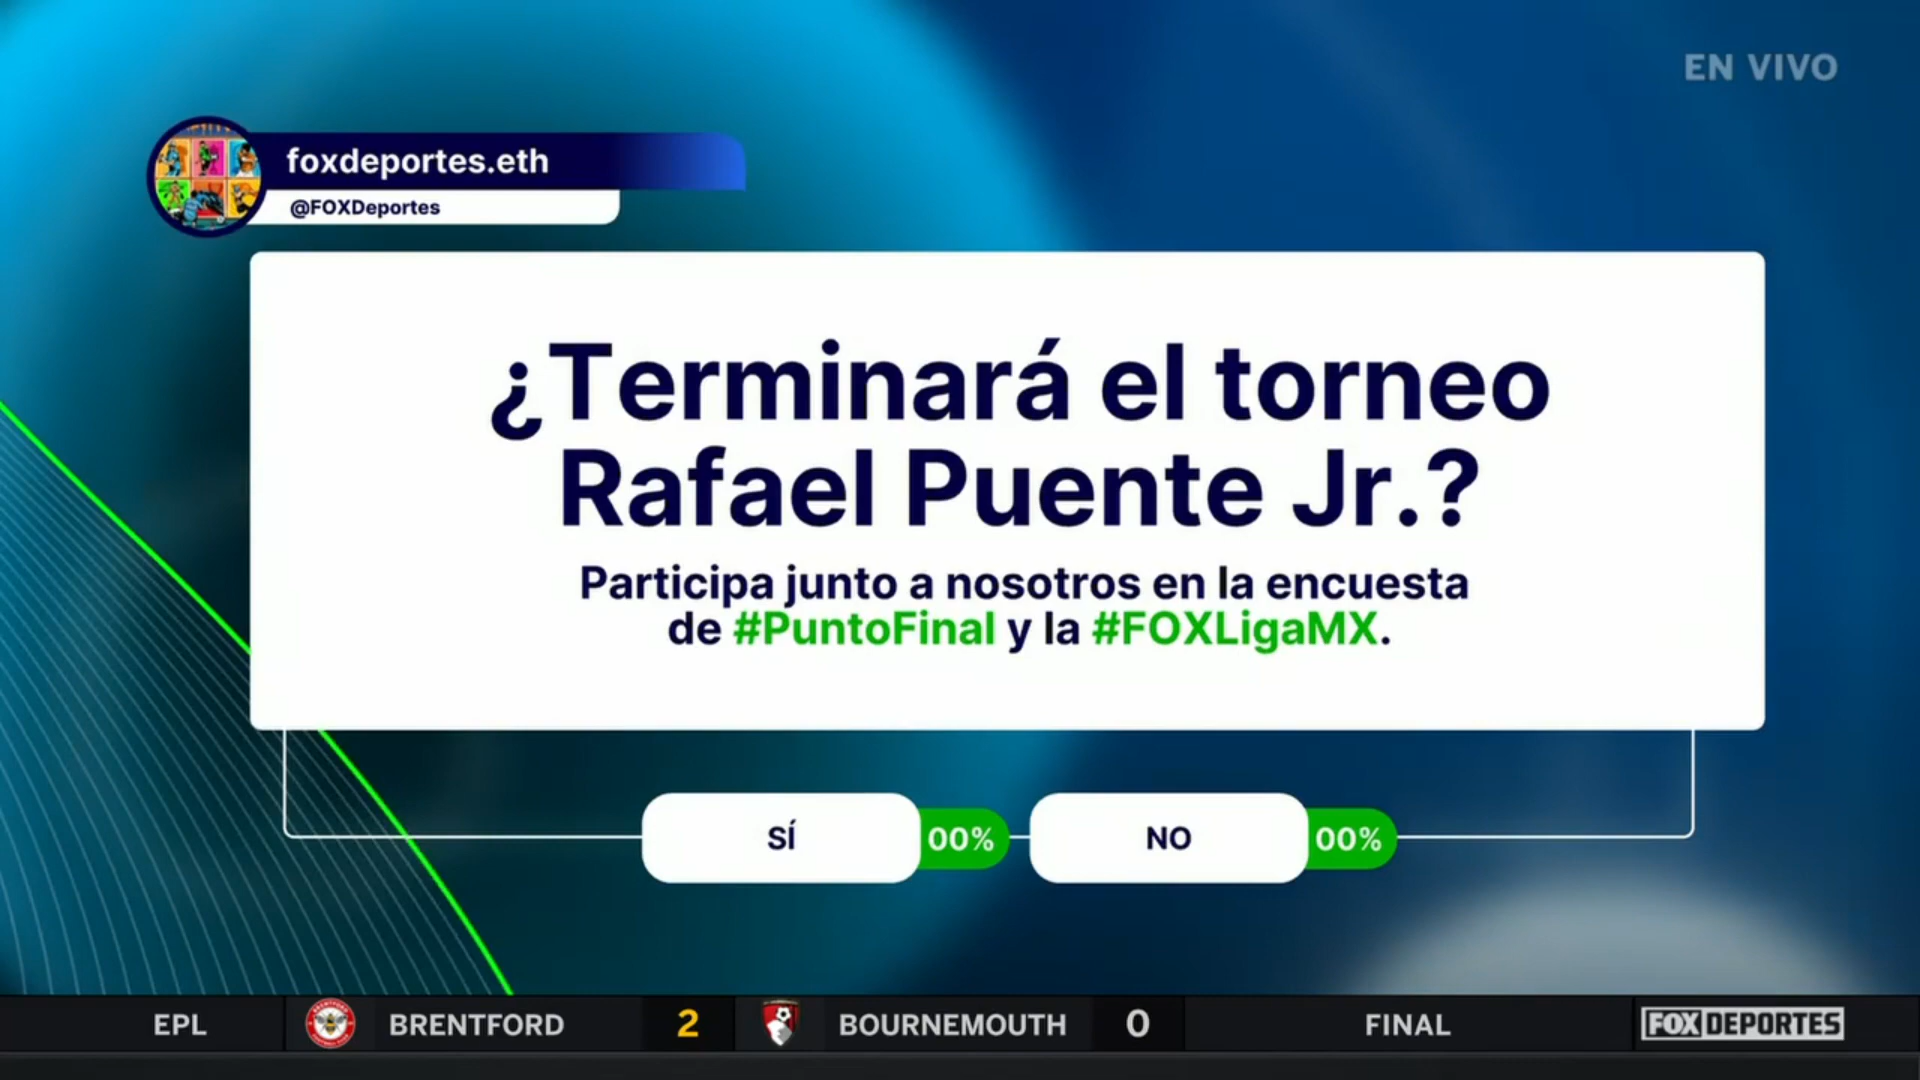 EN VIVO
foxdeportes.eth
@FOXDeportes
¿Terminará el torneo
Rafael Puente Jr.?
Participa junto a nosotros en la encuesta
de #PuntoFinal y la #FOXLigaMX.
SÍ 00% NO 00%
EPL BRENTFORD 2 BOURNEMOUTH 0 FINAL FOX DEPORTES